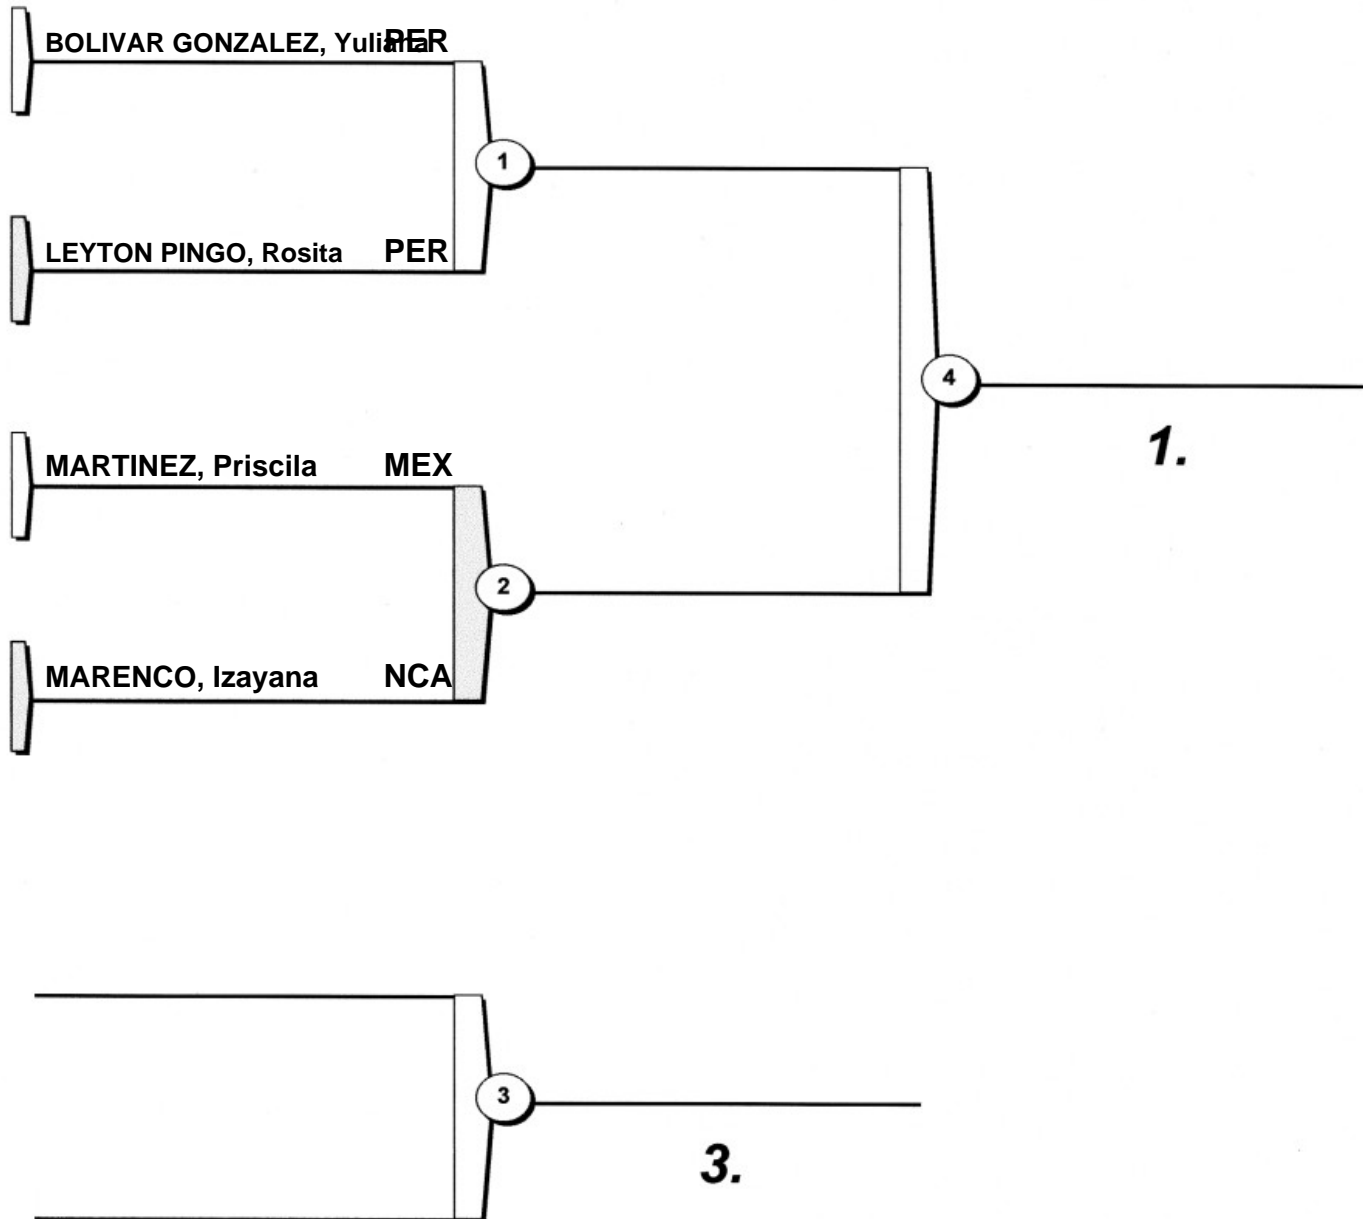 BOLIVAR GONZALEZ, Yuliana PER
1
LEYTON PINGO, Rosita PER
4
1.
MARTINEZ, Priscila MEX
2
MARENCO, Izayana NCA
3
3.